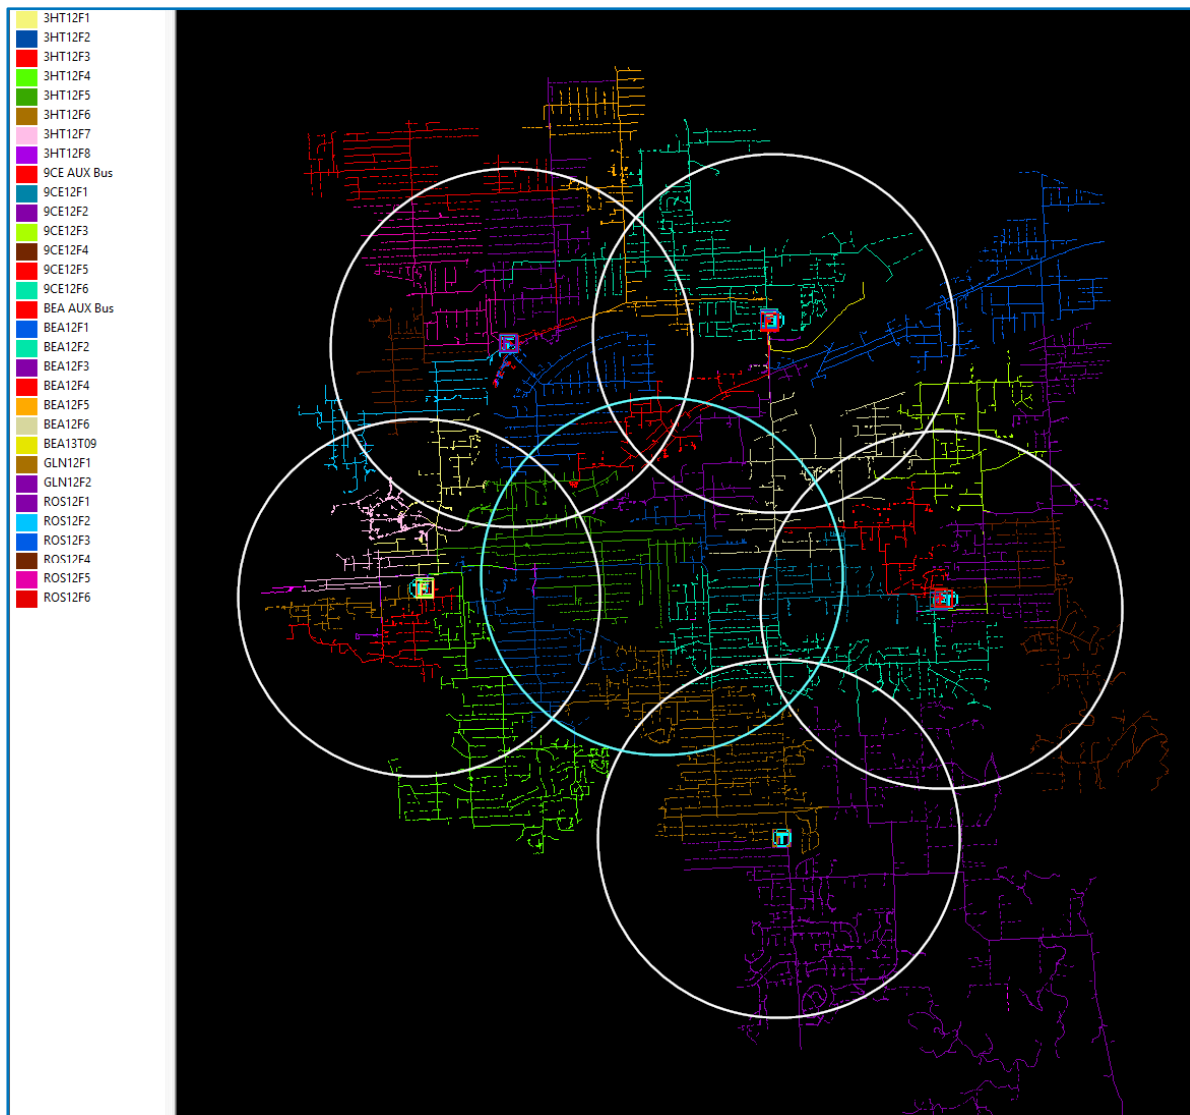 3HT12F1
3HT12F2
3HT12F3
3HT12F4
3HT12F5
3HT12F6
3HT12F7
3HT12F8
9CE AUX Bus
9CE12F1
9CE12F2
9CE12F3
9CE12F4
9CE12F5
9CE12F6
BEA AUX Bus
BEA12F1
BEA12F2
BEA12F3
BEA12F4
BEA12F5
BEA12F6
BEA13T09
GLN12F1
GLN12F2
ROS12F1
ROS12F2
ROS12F3
ROS12F4
ROS12F5
ROS12F6